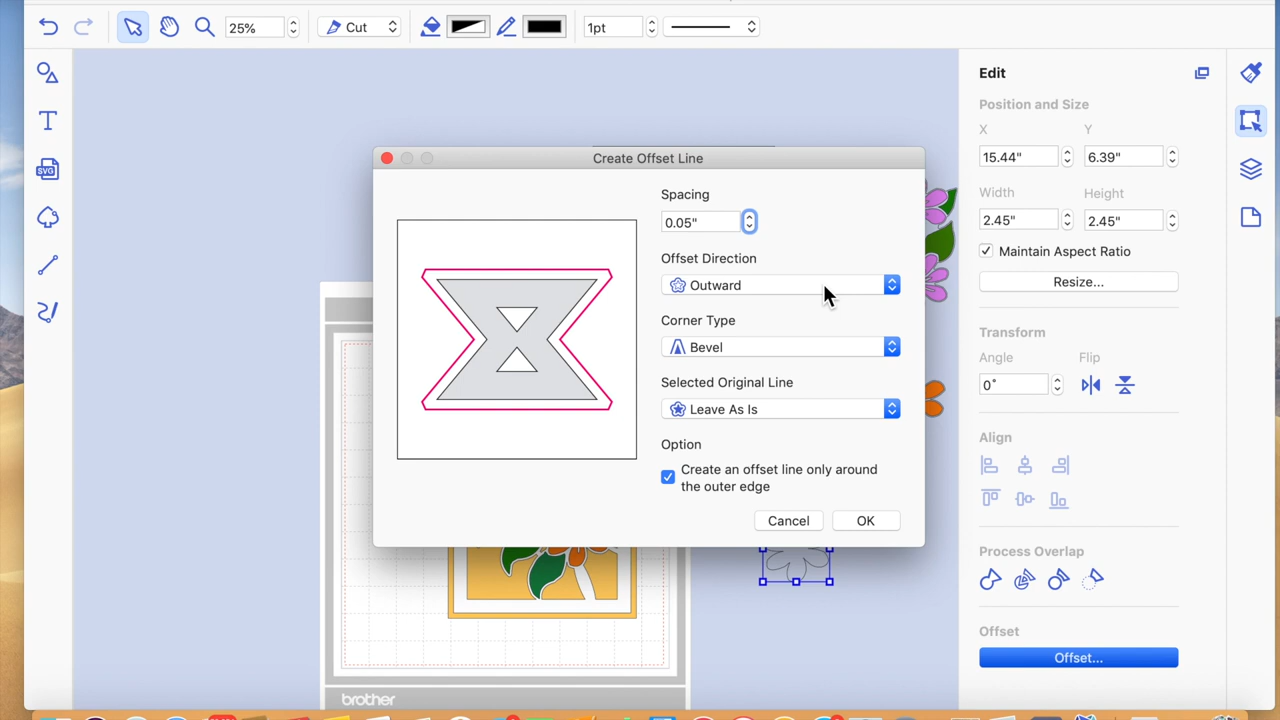 25%
Cut
1pt
SVG
Create Offset Line
Spacing
0.05"
Offset Direction
Outward
Corner Type
Bevel
Selected Original Line
Leave As Is
Option
Create an offset line only around
the outer edge
Cancel
OK
Edit
Position and Size
X
Y
15.44"
6.39"
Width
Height
2.45"
2.45"
Maintain Aspect Ratio
Resize...
Transform
Angle
Flip
0°
Align
Process Overlap
Offset
Offset...
brother